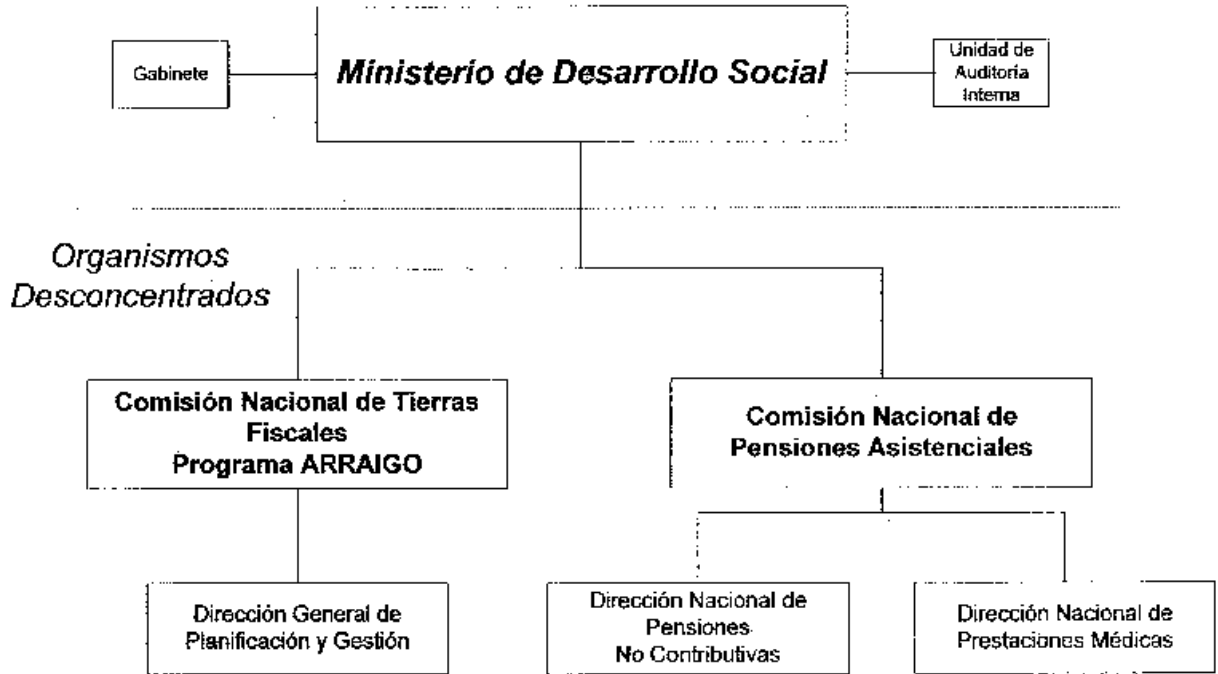 Gabinete
Ministerio de Desarrollo Social
Unidad de
Auditoría
Interna
Organismos
Desconcentrados
Comisión Nacional de Tierras
Fiscales
Programa ARRAIGO
Comisión Nacional de
Pensiones Asistenciales
Dirección General de
Planificación y Gestión
Dirección Nacional de
Pensiones
No Contributivas
Dirección Nacional de
Prestaciones Médicas